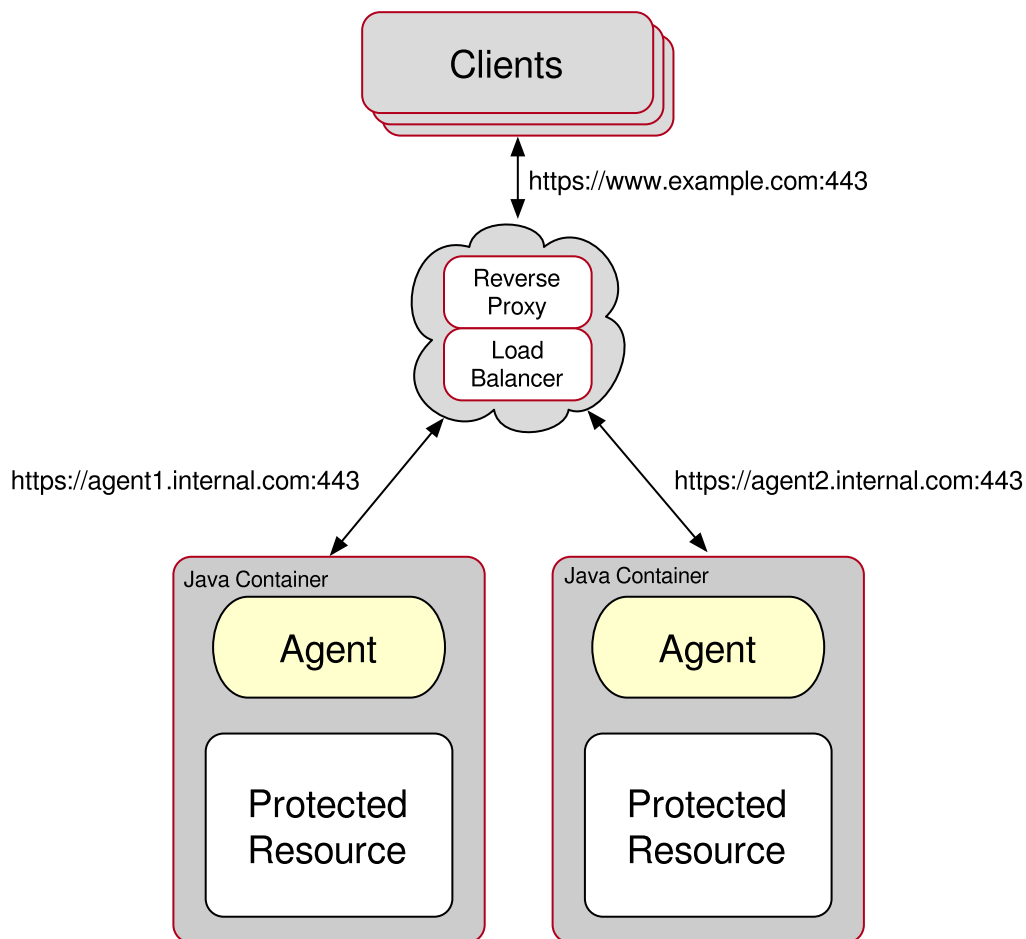 Clients
https://www.example.com:443
Reverse
Proxy
Load
Balancer
https://agent1.internal.com:443
https://agent2.internal.com:443
Java Container
Agent
Protected
Resource
Java Container
Agent
Protected
Resource